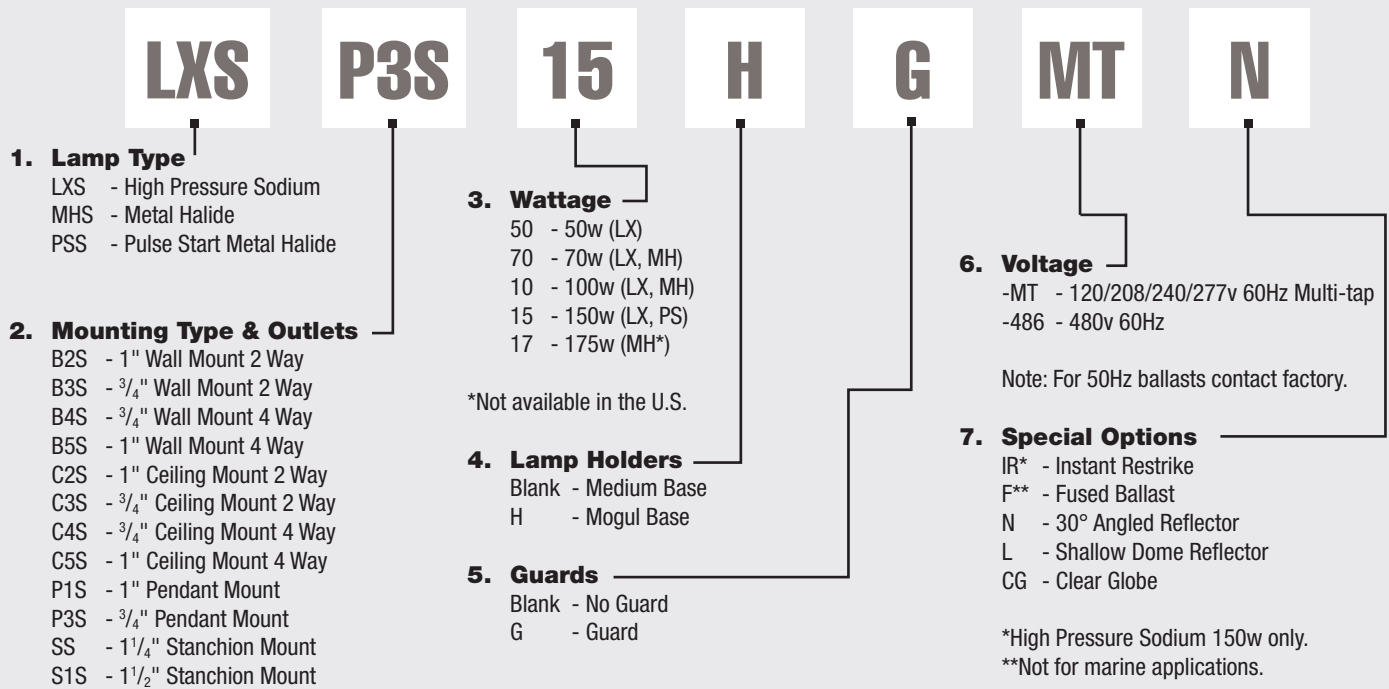 LXS P3S 15 H G MT N
1. Lamp Type
LXS - High Pressure Sodium
MHS - Metal Halide
PSS - Pulse Start Metal Halide
2. Mounting Type & Outlets
B2S - 1" Wall Mount 2 Way
B3S - 3/4" Wall Mount 2 Way
B4S - 3/4" Wall Mount 4 Way
B5S - 1" Wall Mount 4 Way
C2S - 1" Ceiling Mount 2 Way
C3S - 3/4" Ceiling Mount 2 Way
C4S - 3/4" Ceiling Mount 4 Way
C5S - 1" Ceiling Mount 4 Way
P1S - 1" Pendant Mount
P3S - 3/4" Pendant Mount
SS - 1 1/4" Stanchion Mount
S1S - 1 1/2" Stanchion Mount
3. Wattage
50 - 50w (LX)
70 - 70w (LX, MH)
10 - 100w (LX, MH)
15 - 150w (LX, PS)
17 - 175w (MH*)
*Not available in the U.S.
4. Lamp Holders
Blank - Medium Base
H - Mogul Base
5. Guards
Blank - No Guard
G - Guard
6. Voltage
-MT - 120/208/240/277v 60Hz Multi-tap
-486 - 480v 60Hz
Note: For 50Hz ballasts contact factory.
7. Special Options
IR* - Instant Restrike
F** - Fused Ballast
N - 30° Angled Reflector
L - Shallow Dome Reflector
CG - Clear Globe
*High Pressure Sodium 150w only.
**Not for marine applications.